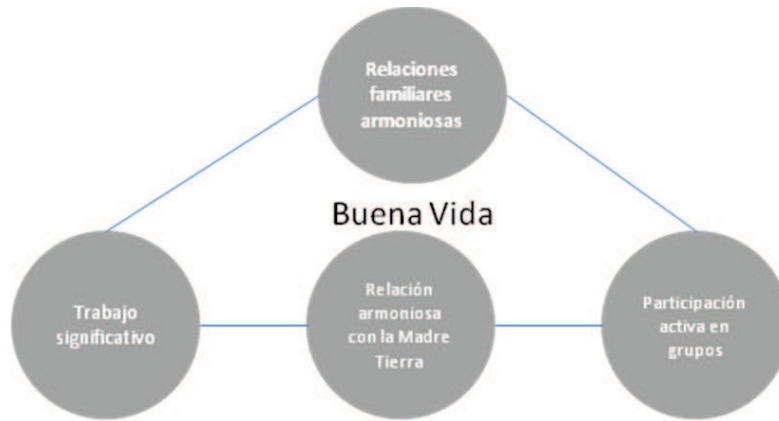 Relaciones
familiares
armoniosas
Buena Vida
Trabajo
significativo
Relación
armoniosa
con la Madre
Tierra
Participación
activa en
grupos